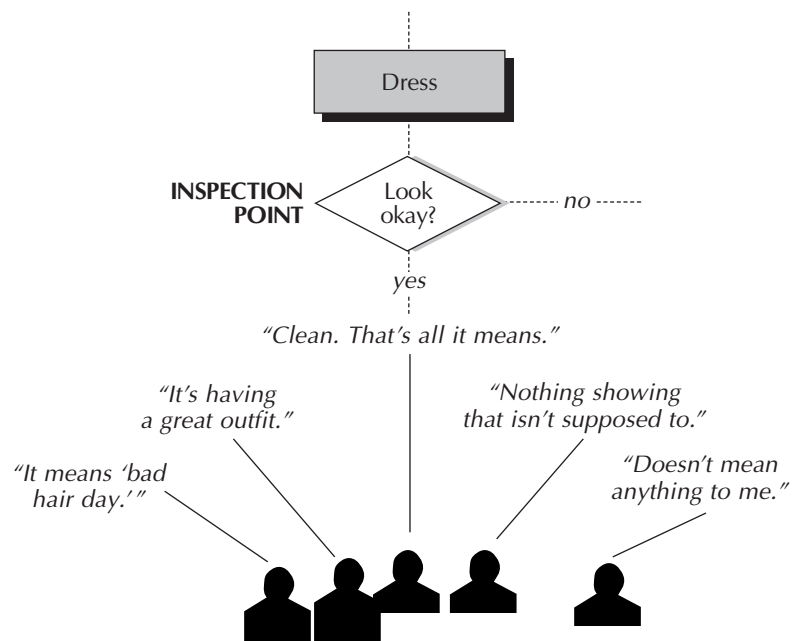 Dress
INSPECTION
POINT
Look
okay?
no
yes
“Clean. That’s all it means.”
“It’s having
a great outfit.”
“Nothing showing
that isn’t supposed to.”
“It means ‘bad
hair day.’ ”
“Doesn’t mean
anything to me.”